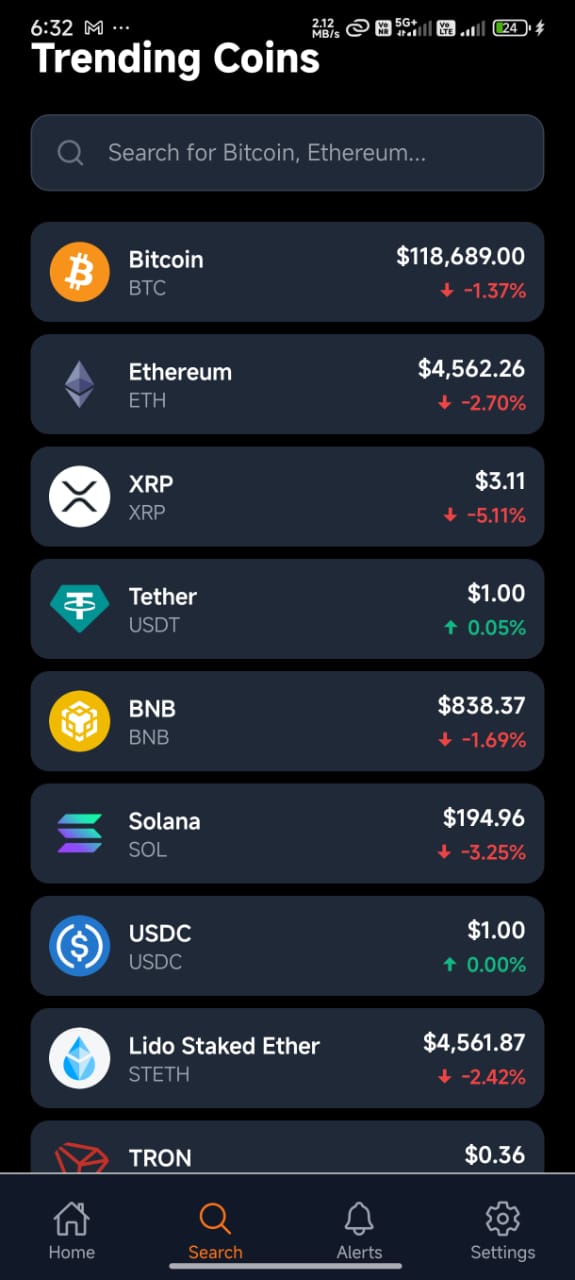 6:32 ... 2.12 MB/s Vo NR 5G+ Vo LTE 24
Trending Coins
Search for Bitcoin, Ethereum...
Bitcoin $118,689.00
BTC -1.37%
Ethereum $4,562.26
ETH -2.70%
XRP $3.11
XRP -5.11%
Tether $1.00
USDT 0.05%
BNB $838.37
BNB -1.69%
Solana $194.96
SOL -3.25%
USDC $1.00
USDC 0.00%
Lido Staked Ether $4,561.87
STETH -2.42%
TRON $0.36
Home Search Alerts Settings